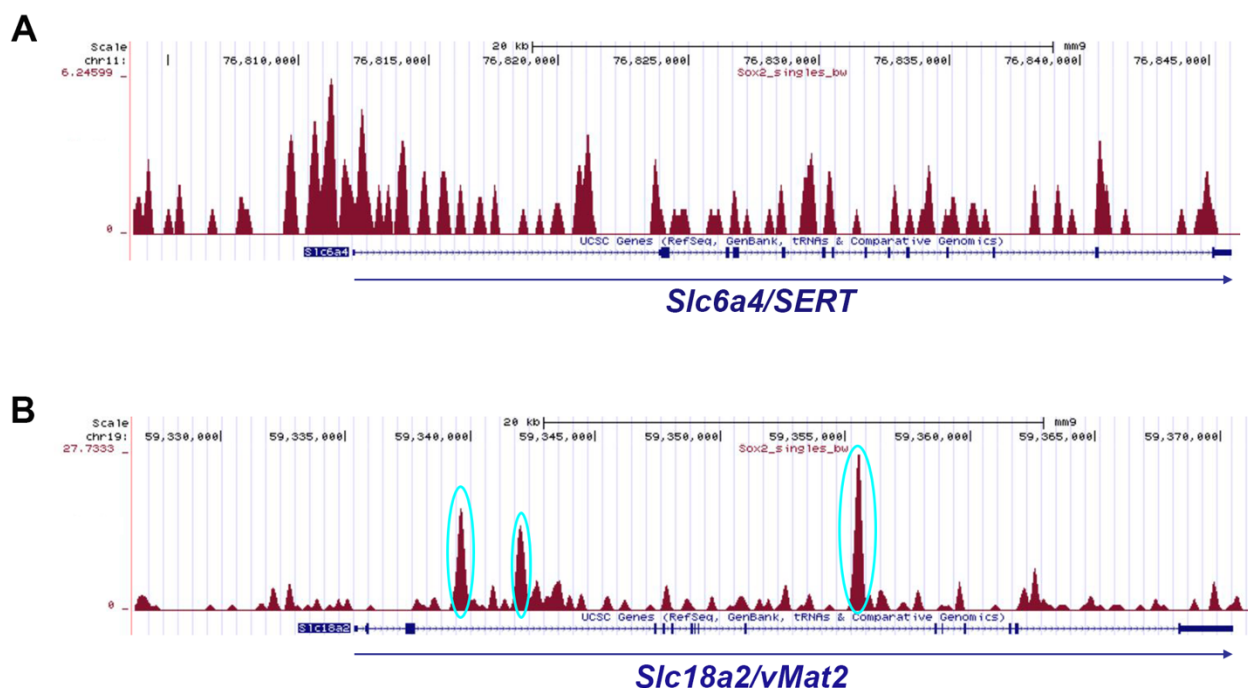 A
Scale 20 kb mm9
chr11: 76,810,000 76,815,000 76,820,000 76,825,000 76,830,000 76,835,000 76,840,000 76,845,000
6.24599 Sox2_singles_bw
0
UCSC Genes (RefSeq, GenBank, tRNAs & Comparative Genomics)
Slc6a4
Slc6a4/SERT
B
Scale 20 kb mm9
chr19: 59,330,000 59,335,000 59,340,000 59,345,000 59,350,000 59,355,000 59,360,000 59,365,000 59,370,000
27.7333 Sox2_singles_bw
0
UCSC Genes (RefSeq, GenBank, tRNAs & Comparative Genomics)
Slc18a2
Slc18a2/vMat2